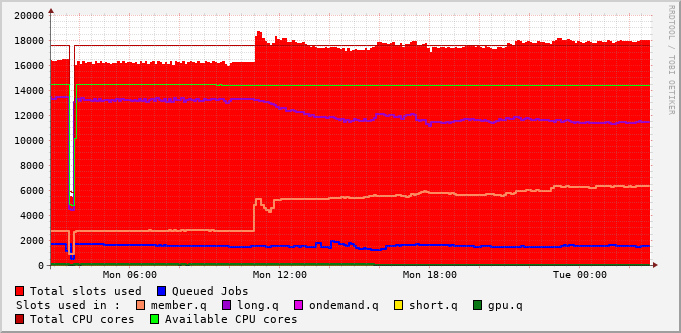 20000
18000
16000
14000
12000
10000
8000
6000
4000
2000
0
Mon 06:00 Mon 12:00 Mon 18:00 Tue 00:00
RRDTOOL / TOBI OETIKER
Total slots used Queued Jobs
Slots used in : member.q long.q ondemand.q short.q gpu.q
Total CPU cores Available CPU cores